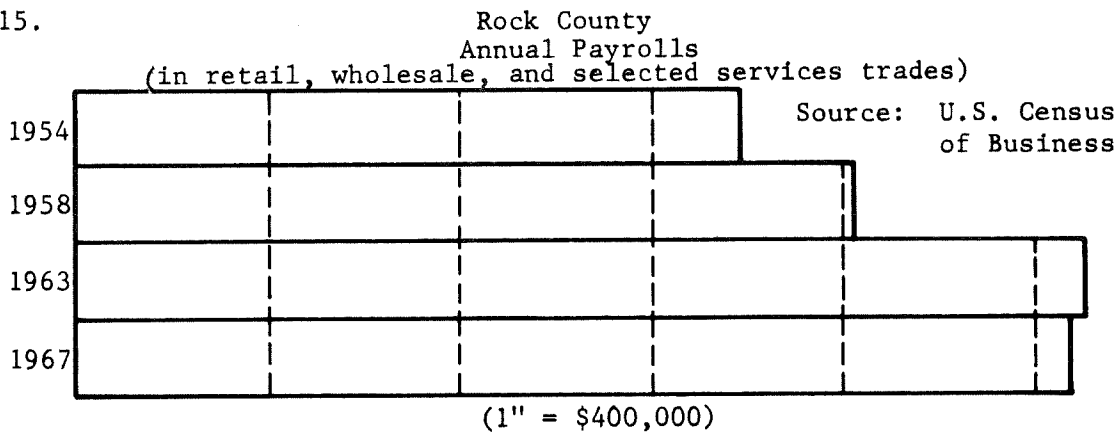 15.
Rock County
Annual Payrolls
(in retail, wholesale, and selected services trades)
Source: U.S. Census
of Business
1954
1958
1963
1967
(1" = $400,000)